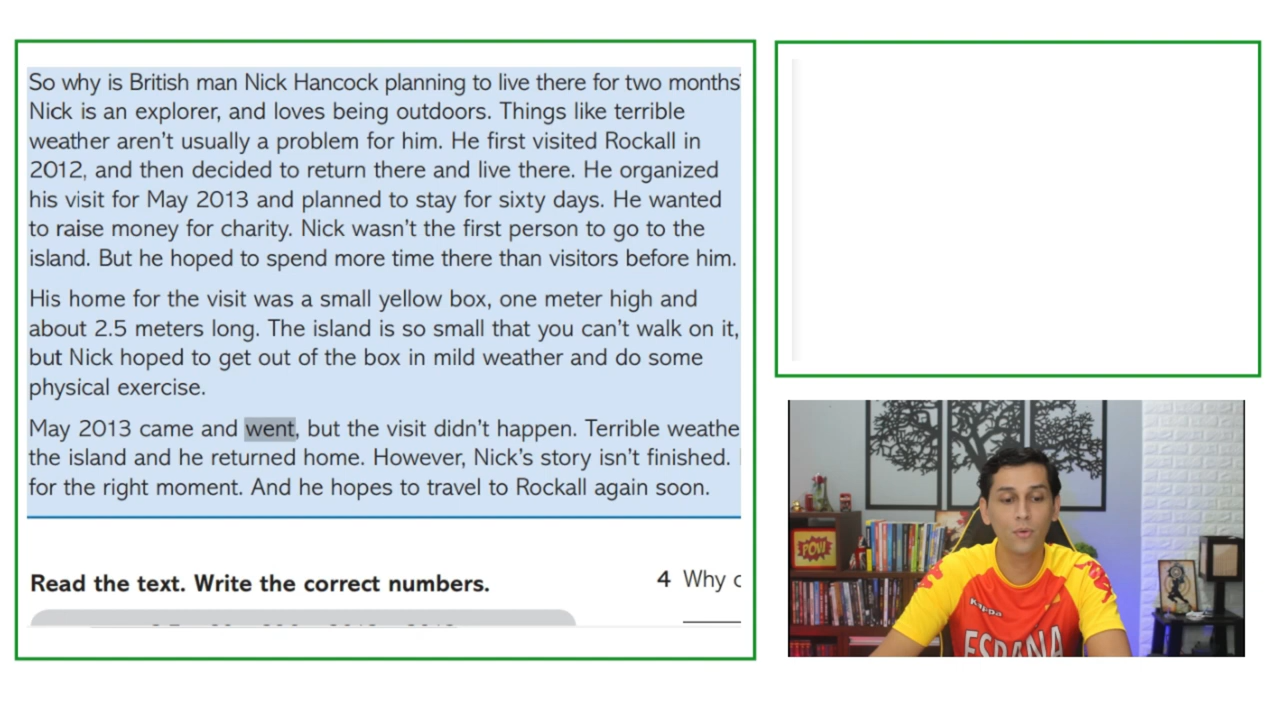 So why is British man Nick Hancock planning to live there for two months
Nick is an explorer, and loves being outdoors. Things like terrible
weather aren't usually a problem for him. He first visited Rockall in
2012, and then decided to return there and live there. He organized
his visit for May 2013 and planned to stay for sixty days. He wanted
to raise money for charity. Nick wasn't the first person to go to the
island. But he hoped to spend more time there than visitors before him.
His home for the visit was a small yellow box, one meter high and
about 2.5 meters long. The island is so small that you can't walk on it,
but Nick hoped to get out of the box in mild weather and do some
physical exercise.
May 2013 came and went, but the visit didn't happen. Terrible weathe
the island and he returned home. However, Nick's story isn't finished.
for the right moment. And he hopes to travel to Rockall again soon.
Read the text. Write the correct numbers.
4 Why
POW!
Kappa
ESPAÑA